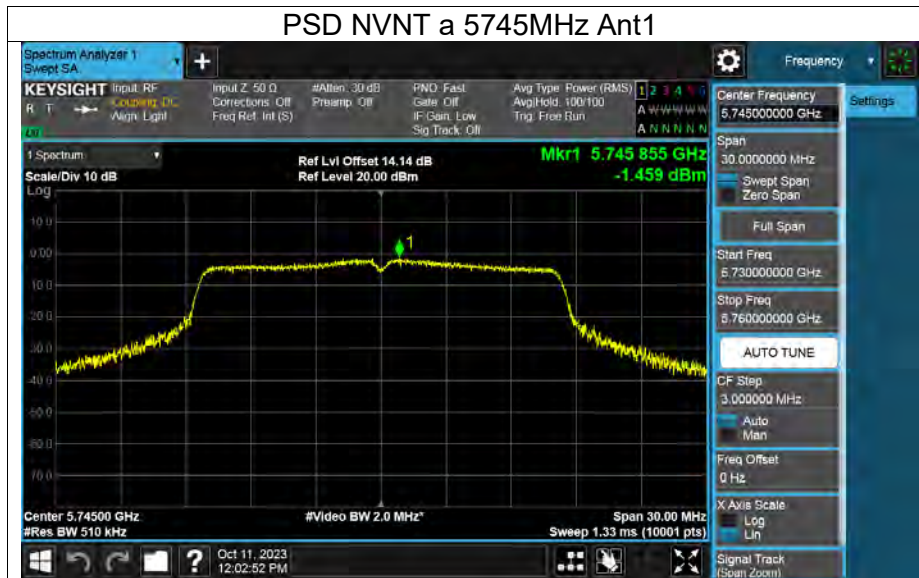 PSD NVNT a 5745MHz Ant1
Spectrum Analyzer 1
Swept SA
+
Frequency
KEYSIGHT Input: RF
R T Coupling: DC
Align: Light
Input Z: 50 Ω
Corrections: Off
Freq Ref: Int (S)
#Atten: 30 dB
Preamp: Off
PNO: Fast
Gate: Off
IF Gain: Low
Sig Track: Off
Avg Type: Power (RMS)
Avg|Hold: 100/100
Trig: Free Run
1 2 3 4 5 6
A W W W W W
A N N N N N
1 Spectrum
Scale/Div 10 dB
Log
Ref Lvl Offset 14.14 dB
Ref Level 20.00 dBm
Mkr1 5.745 855 GHz
-1.459 dBm
10.0
0.00
-10.0
-20.0
-30.0
-40.0
-50.0
-60.0
-70.0
1
Center 5.74500 GHz
#Res BW 510 kHz
#Video BW 2.0 MHz*
Span 30.00 MHz
Sweep 1.33 ms (10001 pts)
?
Oct 11, 2023
12:02:52 PM
Center Frequency
5.745000000 GHz
Settings
Span
30.0000000 MHz
Swept Span
Zero Span
Full Span
Start Freq
5.730000000 GHz
Stop Freq
5.760000000 GHz
AUTO TUNE
CF Step
3.000000 MHz
Auto
Man
Freq Offset
0 Hz
X Axis Scale
Log
Lin
Signal Track
(Span Zoom)